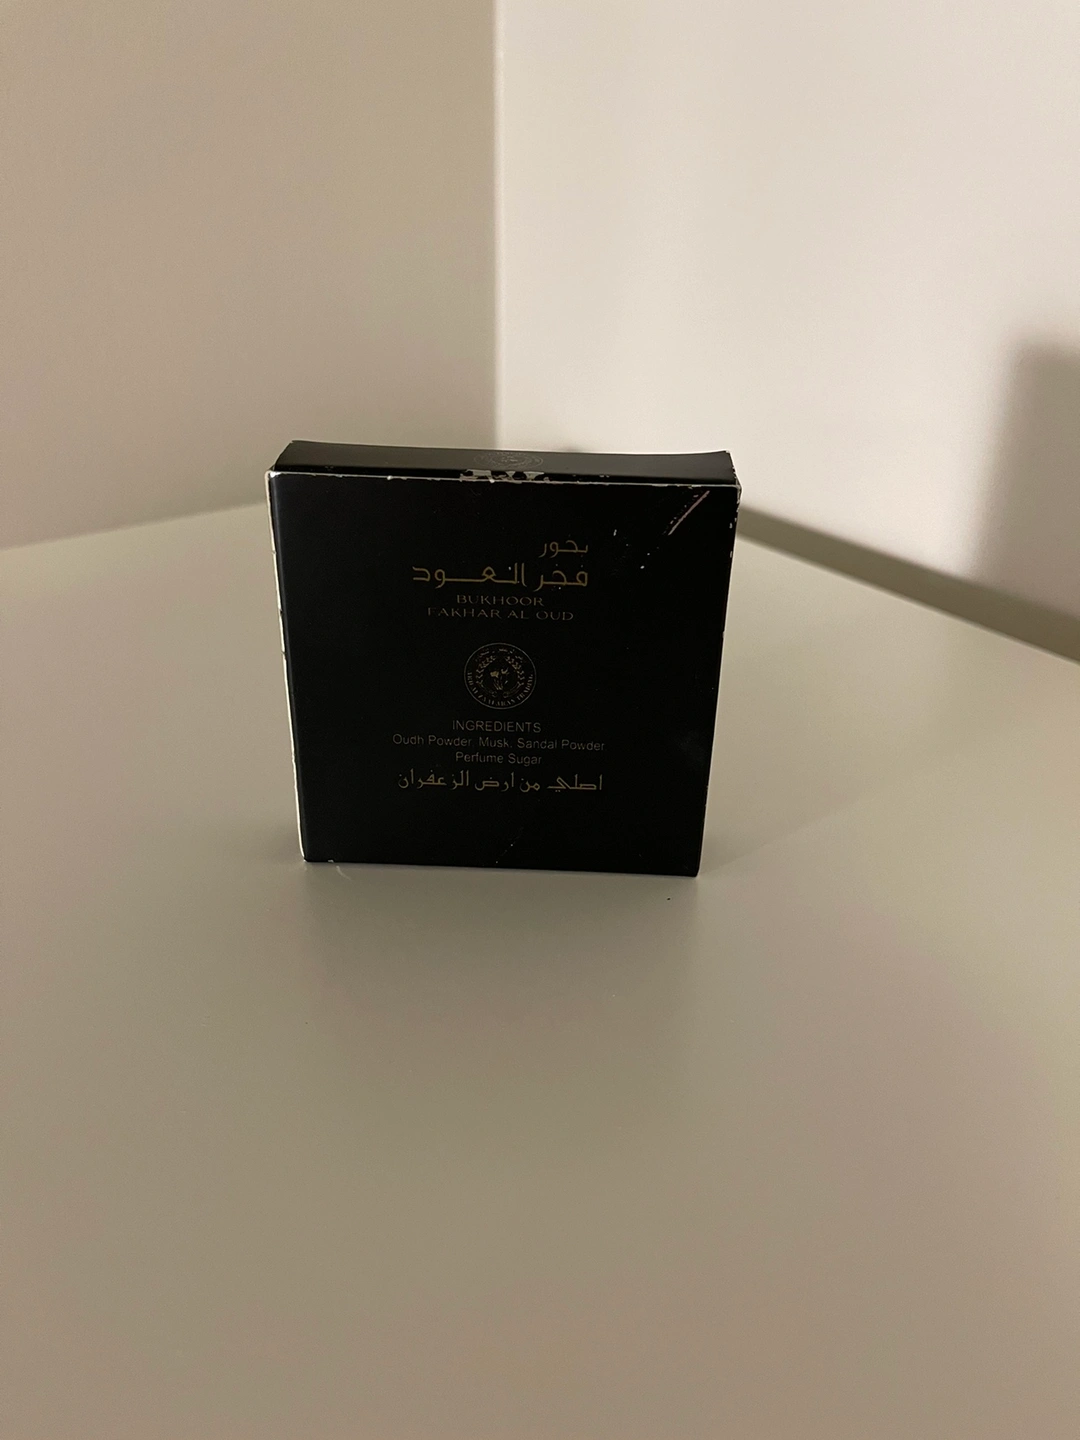 بخور
فخر العود
BUKHOOR
FAKHAR AL OUD
INGREDIENTS
Oudh Powder, Musk, Sandal Powder
Perfume Sugar
اصلي من ارض الزعفران